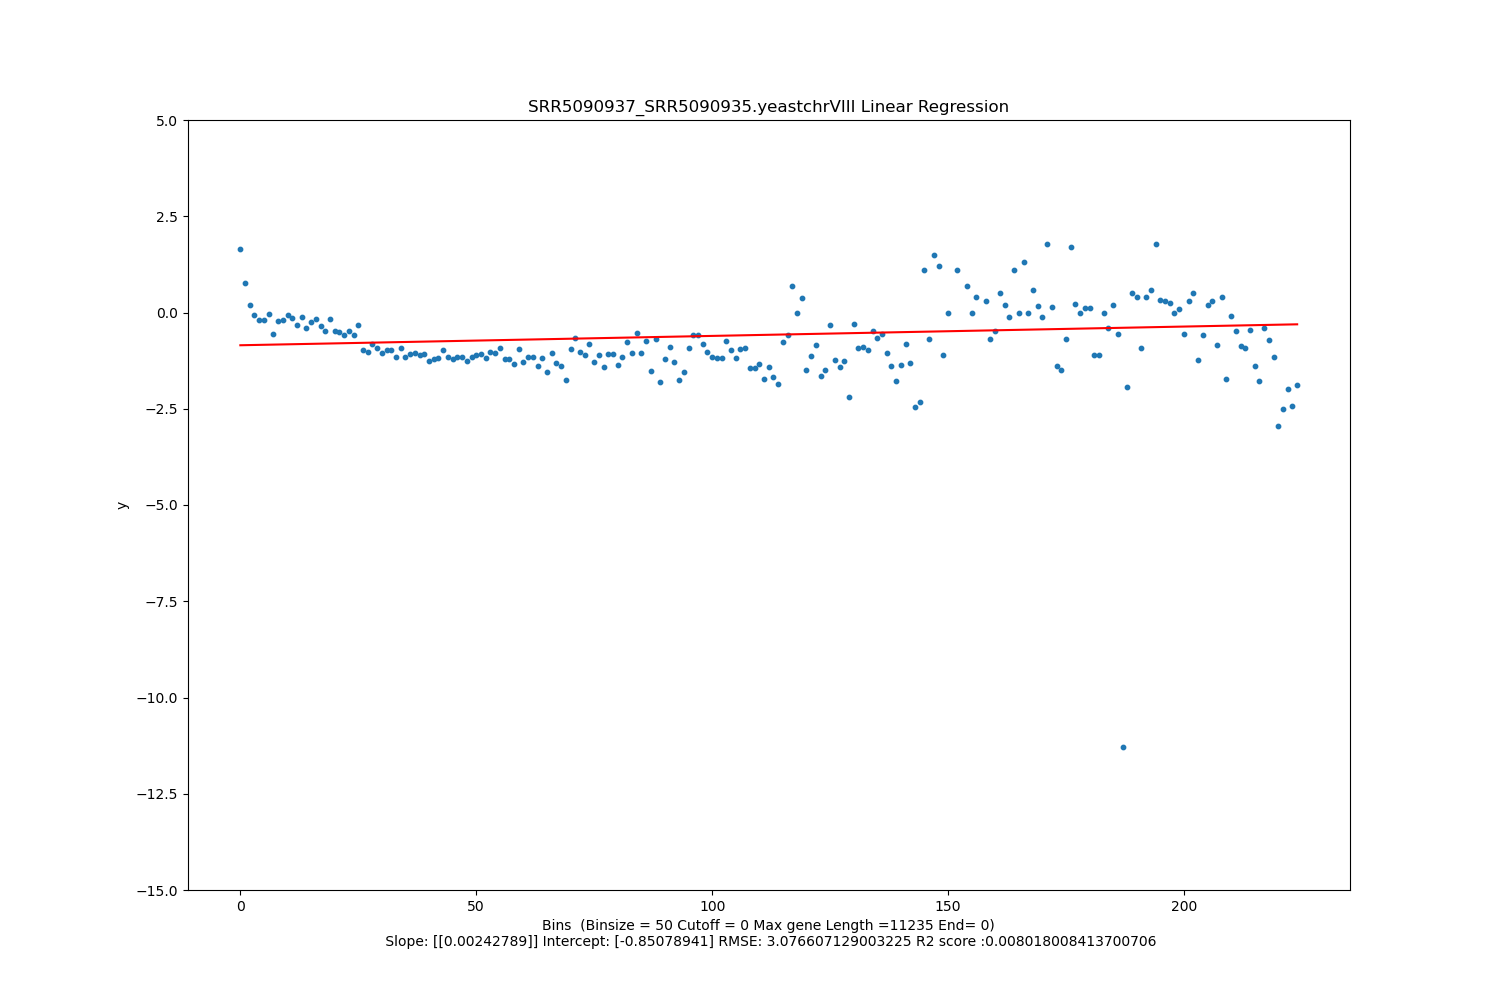 SRR5090937_SRR5090935.yeastchrVIII Linear Regression
5.0
2.5
0.0
−2.5
−5.0
−7.5
−10.0
−12.5
−15.0
y
0 50 100 150 200
Bins  (Binsize = 50 Cutoff = 0 Max gene Length =11235 End= 0)
Slope: [[0.00242789]] Intercept: [-0.85078941] RMSE: 3.076607129003225 R2 score :0.008018008413700706